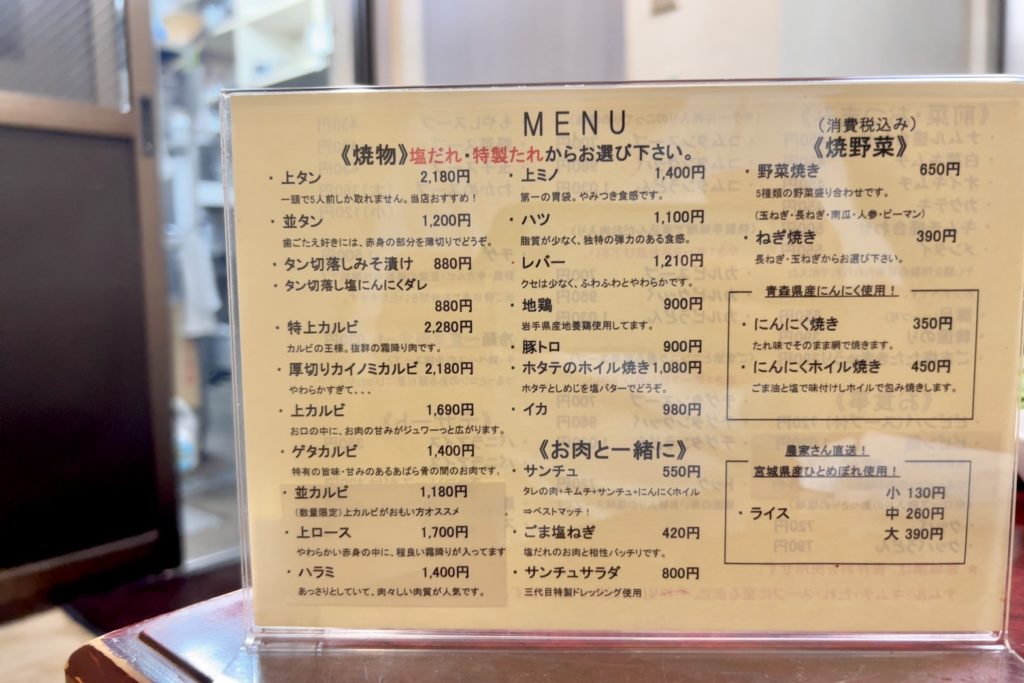 MENU
《焼物》塩だれ・特製たれからお選び下さい。
・上タン 2,180円
一頭で5人前しか取れません。当店おすすめ！
・並タン 1,200円
歯ごたえ好きには、赤身の部分を薄切りでどうぞ。
・タン切落しみそ漬け 880円
・タン切落し塩にんにくダレ
880円
・特上カルビ 2,280円
カルビの王様。抜群の霜降り肉です。
・厚切りカイノミカルビ 2,180円
やわらかすぎて、、、
・上カルビ 1,690円
お口の中に、お肉の甘みがジュワーっと広がります。
・ゲタカルビ 1,400円
特有の旨味・甘みのあるあばら骨の間のお肉です。
・並カルビ 1,180円
（数量限定）上カルビがおもい方オススメ
・上ロース 1,700円
やわらかい赤身の中に、程良い霜降りが入ってます
・ハラミ 1,400円
あっさりとしていて、肉々しい肉質が人気です。
・上ミノ 1,400円
第一の胃袋。やみつき食感です。
・ハツ 1,100円
脂質が少なく、独特の弾力のある食感。
・レバー 1,210円
クセは少なく、ふわふわとやわらかです。
・地鶏 900円
岩手県産地養鶏使用してます。
・豚トロ 900円
・ホタテのホイル焼き 1,080円
ホタテとしめじを塩バターでどうぞ。
・イカ 980円
《お肉と一緒に》
・サンチュ 550円
タレの肉+キムチ+サンチュ+にんにくホイル
⇒ベストマッチ！
・ごま塩ねぎ 420円
塩だれのお肉と相性バッチリです。
・サンチュサラダ 800円
三代目特製ドレッシング使用
（消費税込み）
《焼野菜》
・野菜焼き 650円
5種類の野菜盛り合わせです。
（玉ねぎ・長ねぎ・南瓜・人参・ピーマン）
・ねぎ焼き 390円
長ねぎ・玉ねぎからお選び下さい。
青森県産にんにく使用！
・にんにく焼き 350円
たれ味でそのまま網で焼きます。
・にんにくホイル焼き 450円
ごま油と塩で味付けしホイルで包み焼きします。
農家さん直送！
宮城県産ひとめぼれ使用！
小 130円
・ライス 中 260円
大 390円